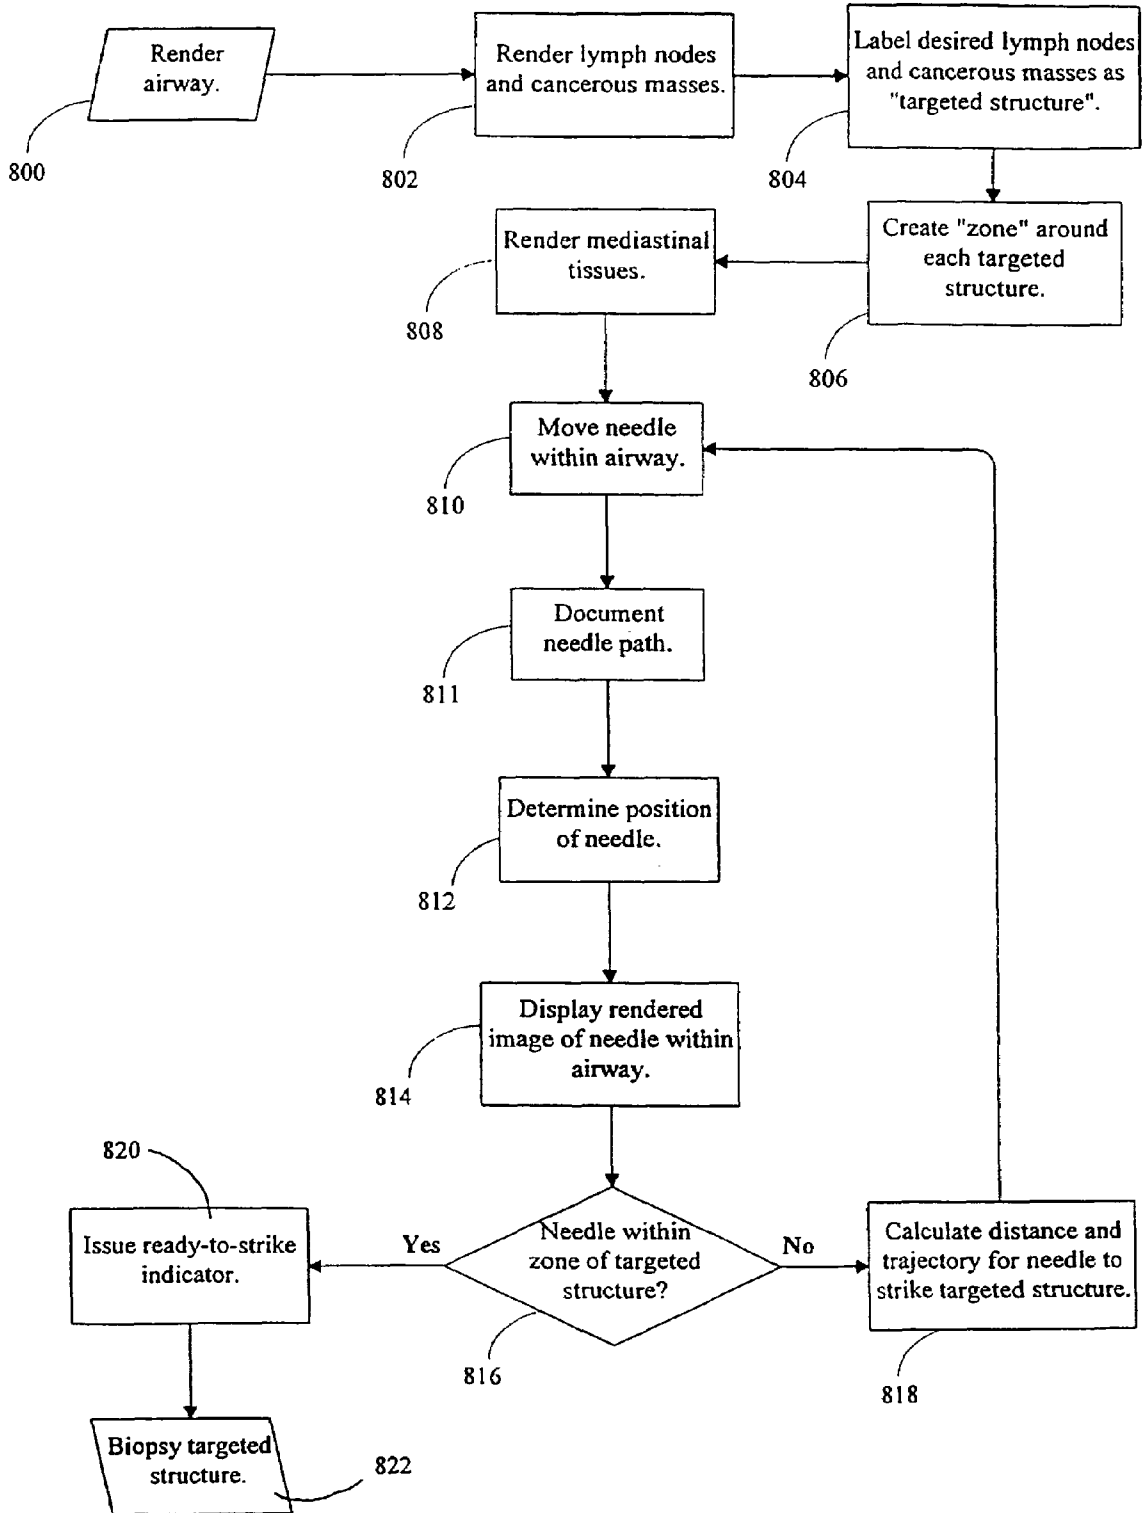 Render
airway.
800
Render lymph nodes
and cancerous masses.
802
Label desired lymph nodes
and cancerous masses as
"targeted structure".
804
Create "zone" around
each targeted
structure.
806
Render mediastinal
tissues.
808
Move needle
within airway.
810
Document
needle path.
811
Determine position
of needle.
812
Display rendered
image of needle within
airway.
814
Needle within
zone of targeted
structure?
816
No
Calculate distance and
trajectory for needle to
strike targeted structure.
818
Yes
820
Issue ready-to-strike
indicator.
Biopsy targeted
structure.
822